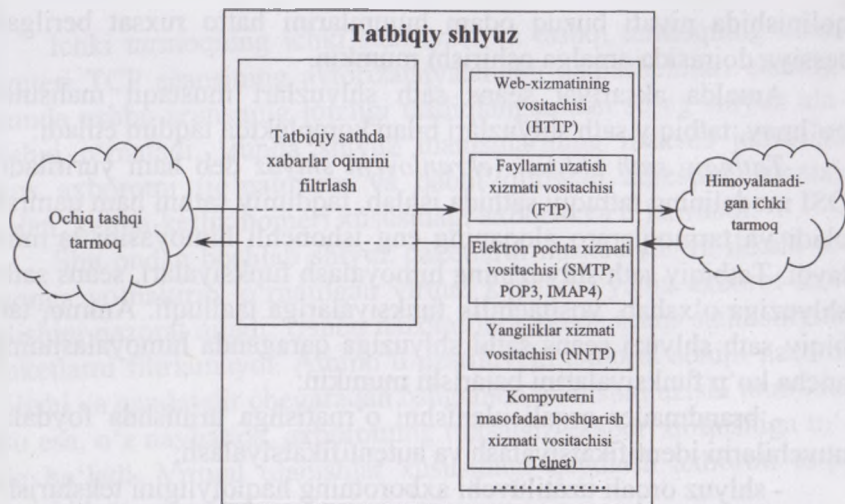 Tatbiqiy shlyuz
Tatbiqiy sathda
xabarlar oqimini
filtrlash
Web-xizmatning
vositachisi
(HTTP)
Fayllarni uzatish
xizmati vositachisi
(FTP)
Elektron pochta xizmati
vositachisi (SMTP,
POP3, IMAP4)
Yangiliklar xizmati
vositachisi (NNTP)
Kompyuterni
masofadan boshqarish
xizmati vositachisi
(Telnet)
Ochiq tashqi
tarmoq
Himoyalanadi-
gan ichki
tarmoq